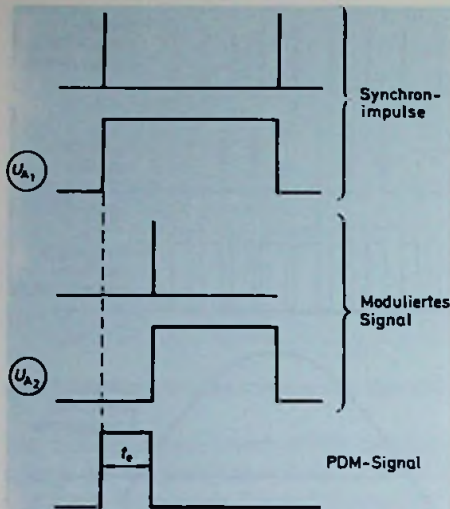 Synchron-
impulse
U_A1
Moduliertes
Signal
U_A2
t_e
PDM-Signal